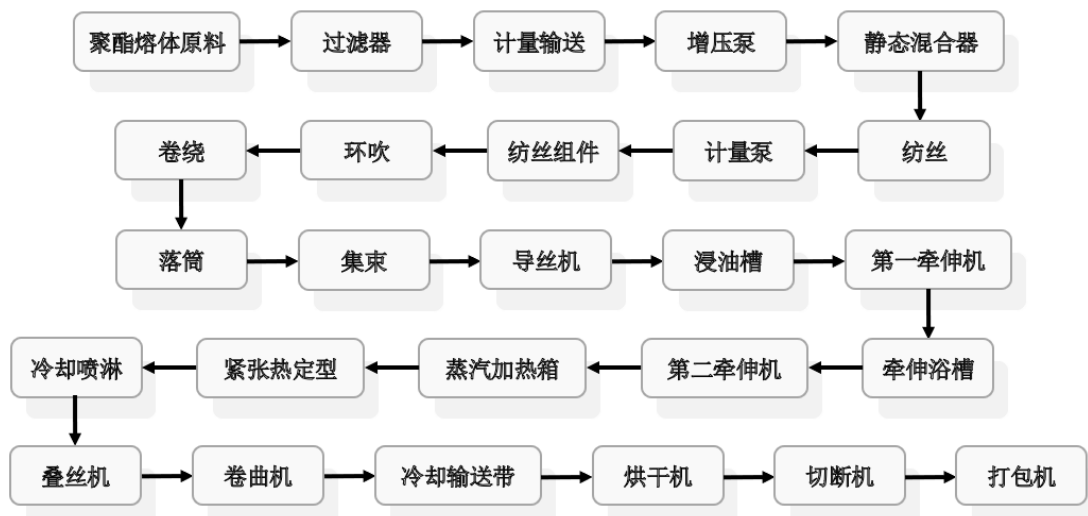 聚酯熔体原料
过滤器
计量输送
增压泵
静态混合器
纺丝
计量泵
纺丝组件
环吹
卷绕
落筒
集束
导丝机
浸油槽
第一牵伸机
牵伸浴槽
第二牵伸机
蒸汽加热箱
紧张热定型
冷却喷淋
叠丝机
卷曲机
冷却输送带
烘干机
切断机
打包机